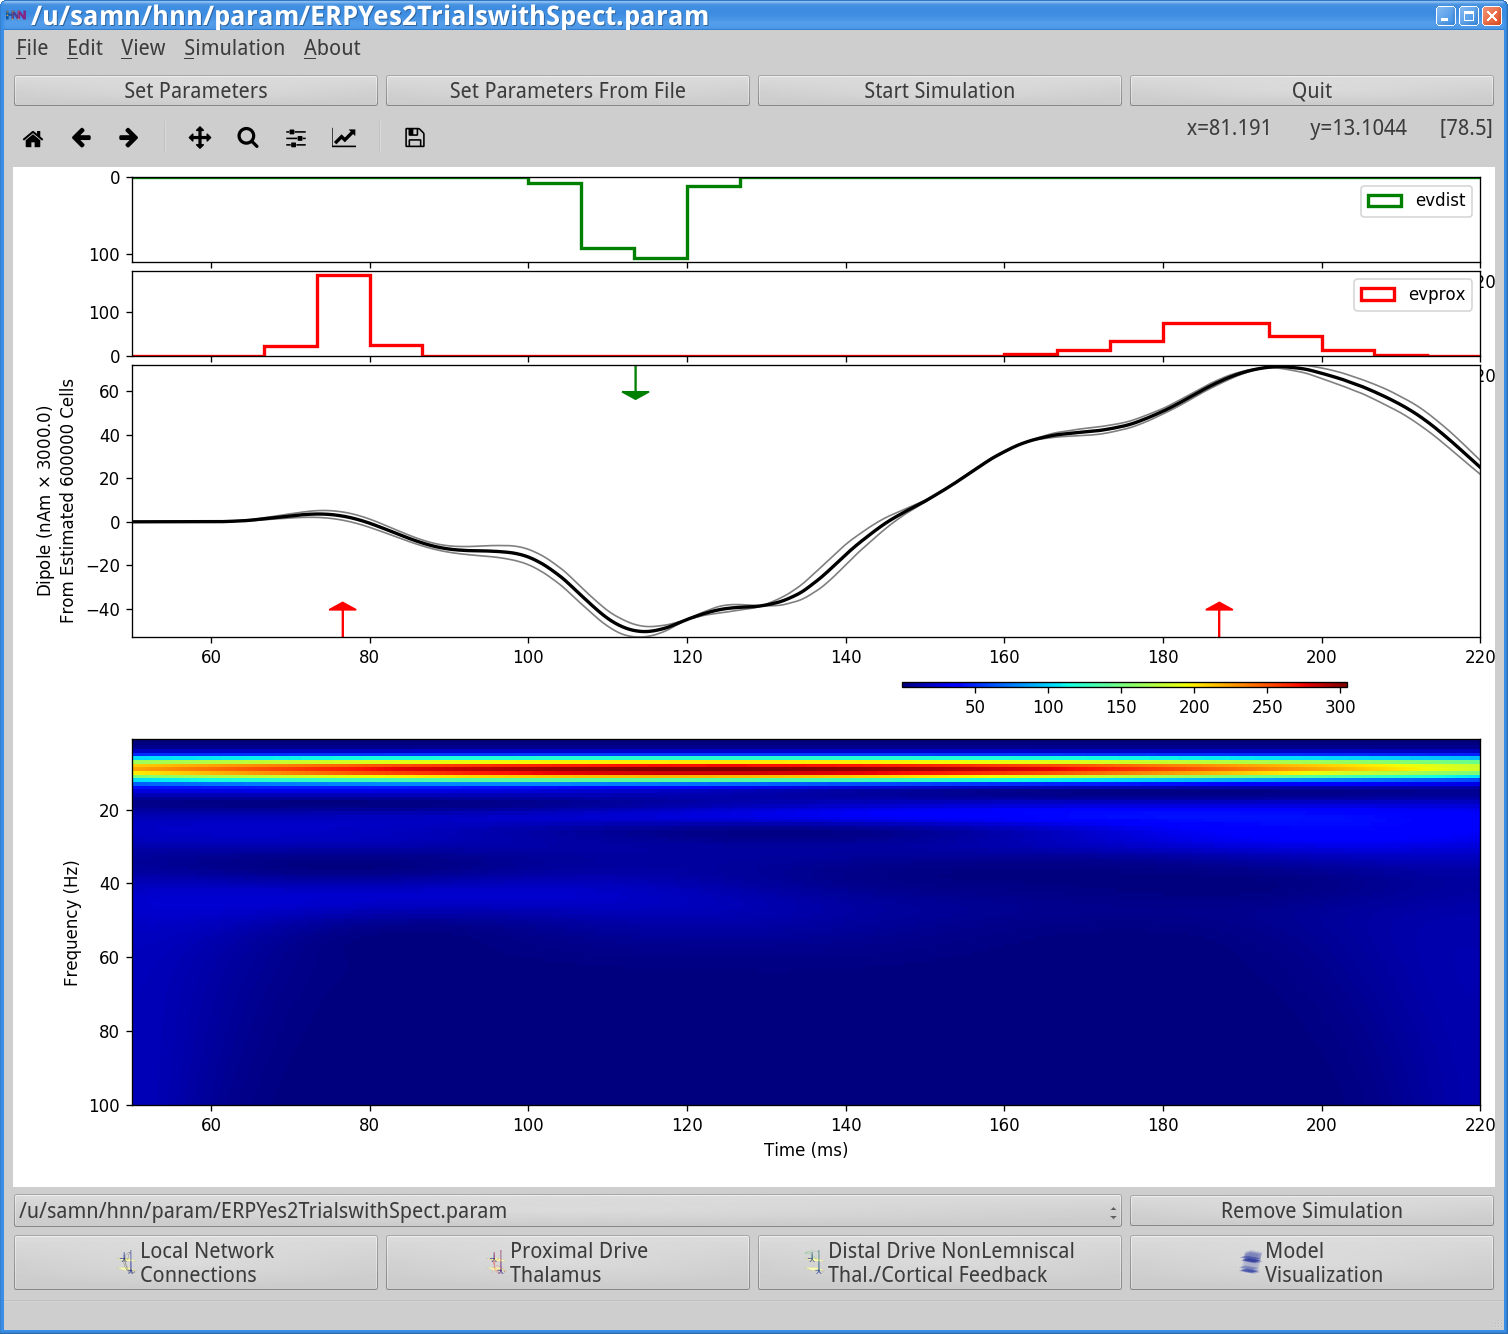 HNN /u/samn/hnn/param/ERPYes2TrialswithSpect.param
File Edit View Simulation About
Set Parameters Set Parameters From File Start Simulation Quit
x=81.191 y=13.1044 [78.5]
0
evdist
100
20
evprox
100
0
20
60
40
20
0
−20
−40
Dipole (nAm × 3000.0)
From Estimated 600000 Cells
60 80 100 120 140 160 180 200 220
50 100 150 200 250 300
20
40
60
80
100
Frequency (Hz)
60 80 100 120 140 160 180 200 220
Time (ms)
/u/samn/hnn/param/ERPYes2TrialswithSpect.param Remove Simulation
Local Network
Connections
Proximal Drive
Thalamus
Distal Drive NonLemniscal
Thal./Cortical Feedback
Model
Visualization